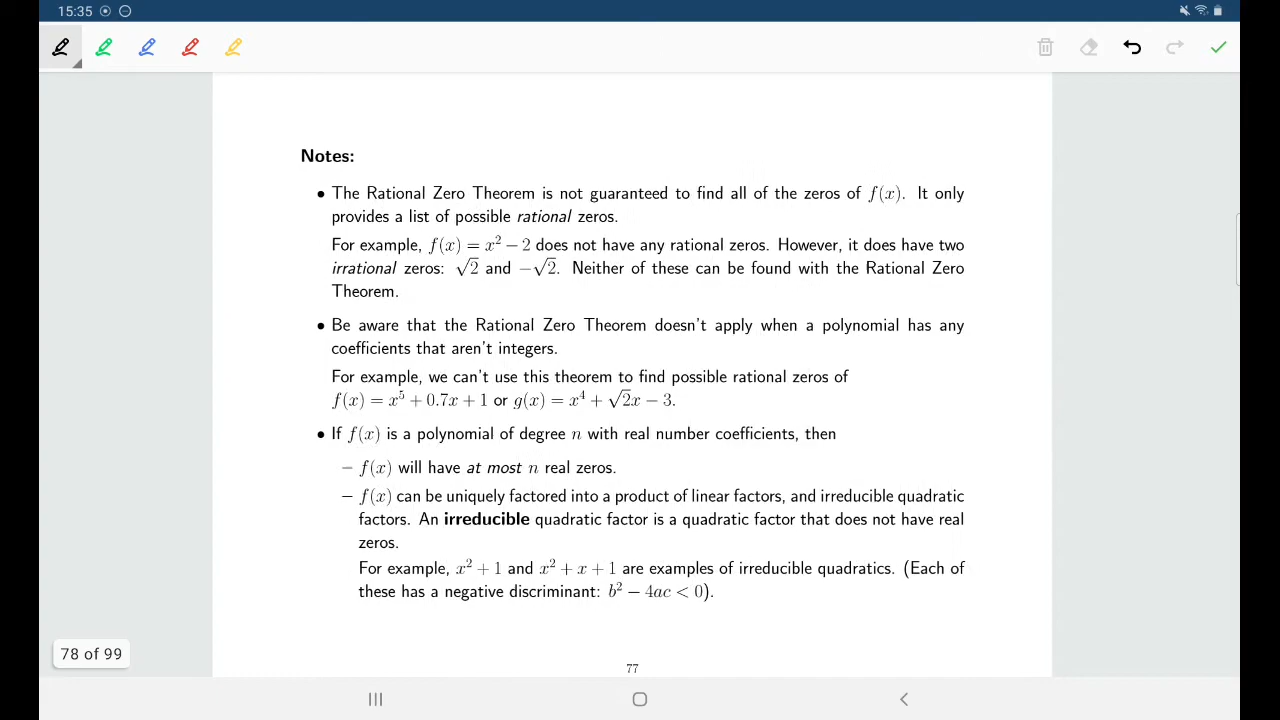 15:35
Notes:
• The Rational Zero Theorem is not guaranteed to find all of the zeros of f(x). It only
provides a list of possible rational zeros.
For example, f(x) = x² − 2 does not have any rational zeros. However, it does have two
irrational zeros: √2 and −√2. Neither of these can be found with the Rational Zero
Theorem.
• Be aware that the Rational Zero Theorem doesn't apply when a polynomial has any
coefficients that aren't integers.
For example, we can't use this theorem to find possible rational zeros of
f(x) = x⁵ + 0.7x + 1 or g(x) = x⁴ + √2x − 3.
• If f(x) is a polynomial of degree n with real number coefficients, then
− f(x) will have at most n real zeros.
− f(x) can be uniquely factored into a product of linear factors, and irreducible quadratic
factors. An irreducible quadratic factor is a quadratic factor that does not have real
zeros.
For example, x² + 1 and x² + x + 1 are examples of irreducible quadratics. (Each of
these has a negative discriminant: b² − 4ac < 0).
78 of 99
77